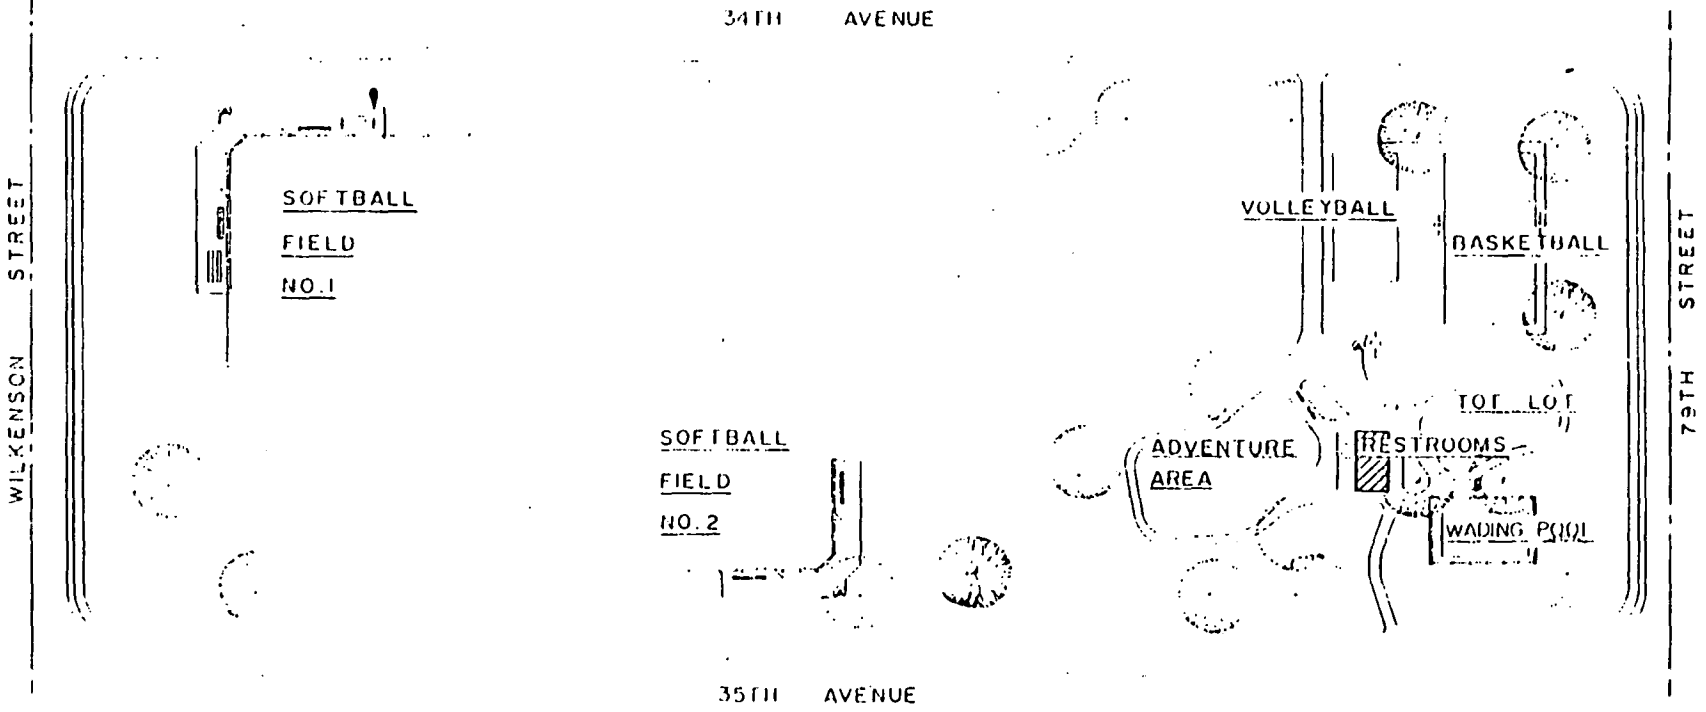 34TH AVENUE
WILKENSON STREET
SOFTBALL
FIELD
NO.1
VOLLEYBALL
BASKETBALL
79TH STREET
TOT LOT
SOFTBALL
FIELD
NO.2
ADVENTURE
AREA
RESTROOMS
WADING POOL
35TH AVENUE